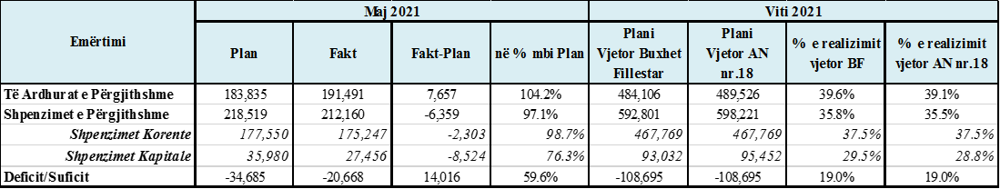 Emërtimi Maj 2021 Viti 2021
Plan Fakt Fakt-Plan në % mbi Plan Plani Vjetor Buxhet Fillestar Plani Vjetor AN nr.18 % e realizimit vjetor BF % e realizimit vjetor AN nr.18
Të Ardhurat e Përgjithshme 183,835 191,491 7,657 104.2% 484,106 489,526 39.6% 39.1%
Shpenzimet e Përgjithshme 218,519 212,160 -6,359 97.1% 592,801 598,221 35.8% 35.5%
Shpenzimet Korente 177,550 175,247 -2,303 98.7% 467,769 467,769 37.5% 37.5%
Shpenzimet Kapitale 35,980 27,456 -8,524 76.3% 93,032 95,452 29.5% 28.8%
Deficit/Suficit -34,685 -20,668 14,016 59.6% -108,695 -108,695 19.0% 19.0%